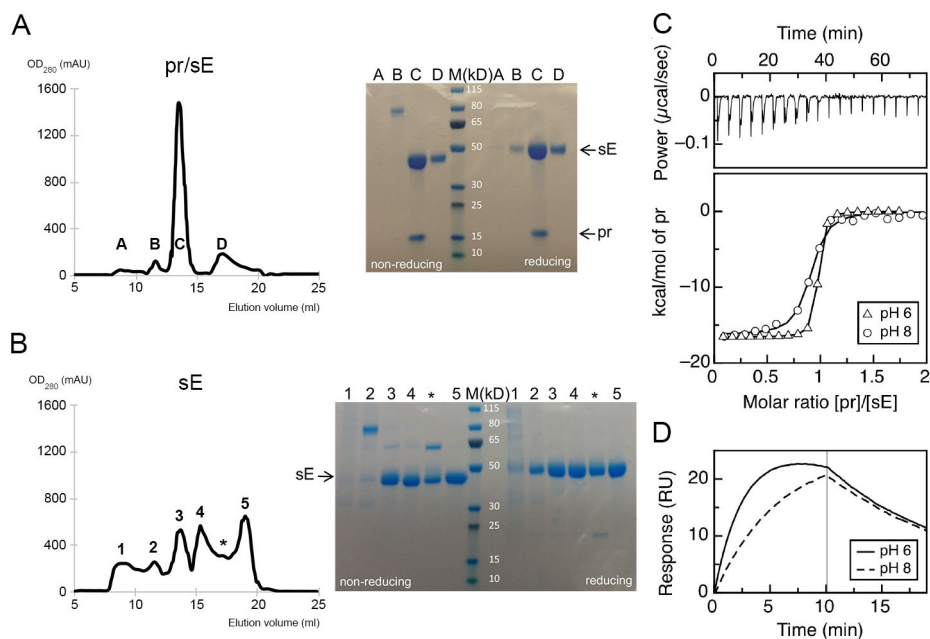 A
OD280 (mAU)
pr/sE
1600
1200
800
400
0
A
B
C
D
5
10
15
20
25
Elution volume (ml)
A B C D M(kD) A B C D
115
80
65
50
30
25
15
10
sE
pr
non-reducing
reducing
B
OD280 (mAU)
sE
1600
1200
800
400
0
1
2
3
4
*
5
5
10
15
20
25
Elution volume (ml)
1 2 3 4 * 5 M(kD) 1 2 3 4 * 5
115
80
65
50
30
25
15
10
sE
non-reducing
reducing
C
Time (min)
0 20 40 60
Power (µcal/sec)
0
−0.1
kcal/mol of pr
0
−10
−20
pH 6
pH 8
0 0.5 1 1.5 2
Molar ratio [pr]/[sE]
D
Response (RU)
20
10
0
pH 6
pH 8
0 5 10 15
Time (min)